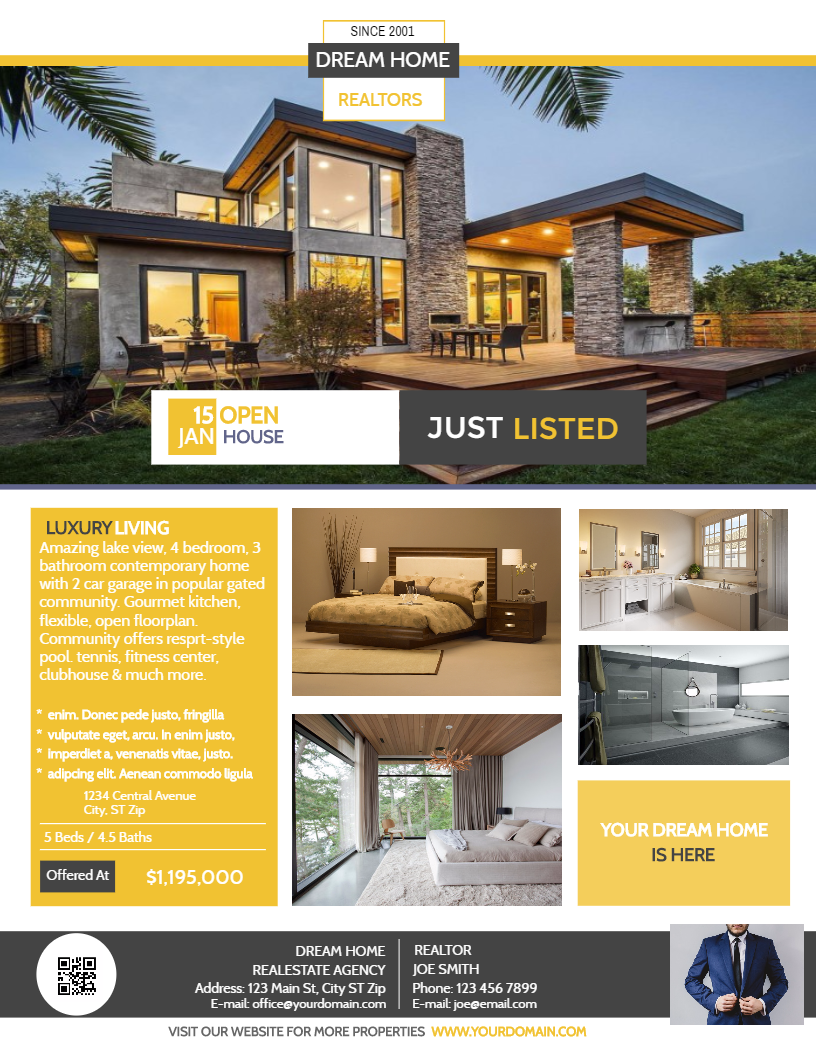 SINCE 2001
DREAM HOME
REALTORS
15 OPEN
JAN HOUSE
JUST LISTED
LUXURY LIVING
Amazing lake view, 4 bedroom, 3
bathroom contemporary home
with 2 car garage in popular gated
community. Gourmet kitchen,
flexible, open floorplan.
Community offers resprt-style
pool. tennis, fitness center,
clubhouse & much more.
* enim. Donec pede justo, fringilla
* vulputate eget, arcu. In enim justo,
* imperdiet a, venenatis vitae, justo.
* adipcing elit. Aenean commodo ligula
1234 Central Avenue
City, ST Zip
5 Beds / 4.5 Baths
Offered At $1,195,000
YOUR DREAM HOME
IS HERE
DREAM HOME
REALESTATE AGENCY
Address: 123 Main St, City ST Zip
E-mail: office@yourdomain.com
REALTOR
JOE SMITH
Phone: 123 456 7899
E-mail: joe@email.com
VISIT OUR WEBSITE FOR MORE PROPERTIES WWW.YOURDOMAIN.COM